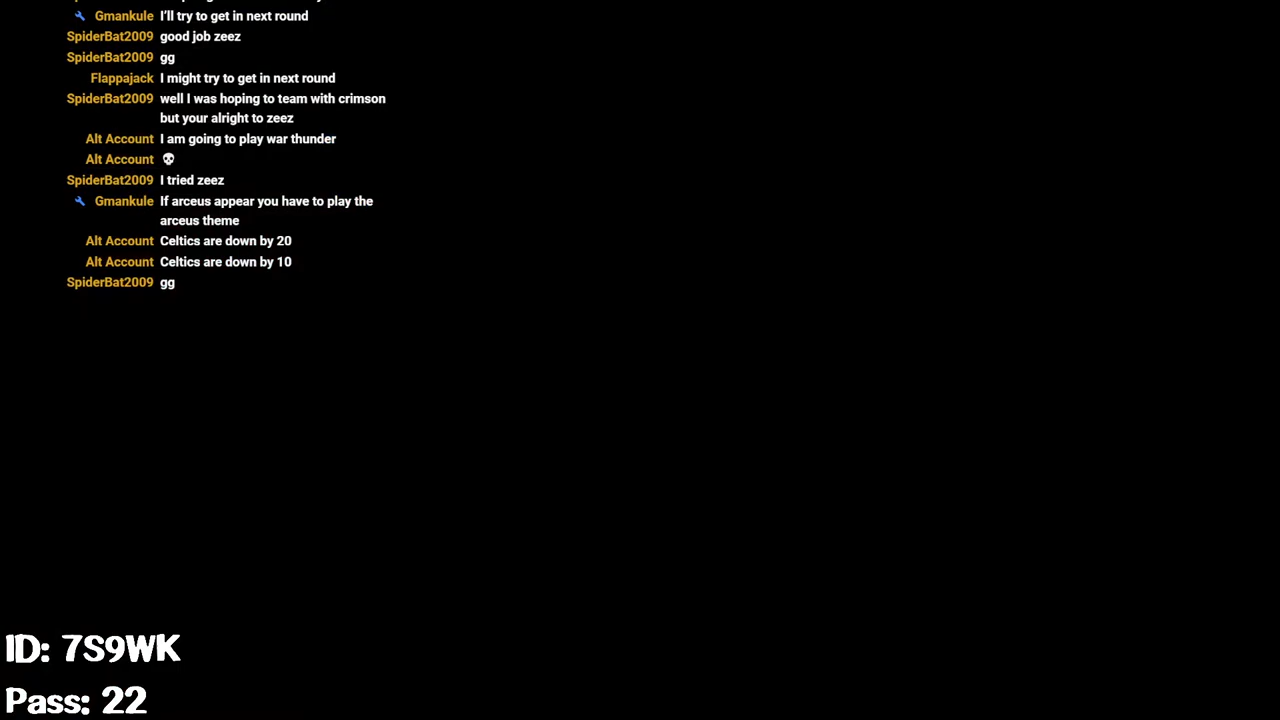 Gmankule I'll try to get in next round
SpiderBat2009 good job zeez
SpiderBat2009 gg
Flappajack I might try to get in next round
SpiderBat2009 well I was hoping to team with crimson
but your alright to zeez
Alt Account I am going to play war thunder
Alt Account 💀
SpiderBat2009 I tried zeez
Gmankule If arceus appear you have to play the
arceus theme
Alt Account Celtics are down by 20
Alt Account Celtics are down by 10
SpiderBat2009 gg
ID: 7S9WK
Pass: 22